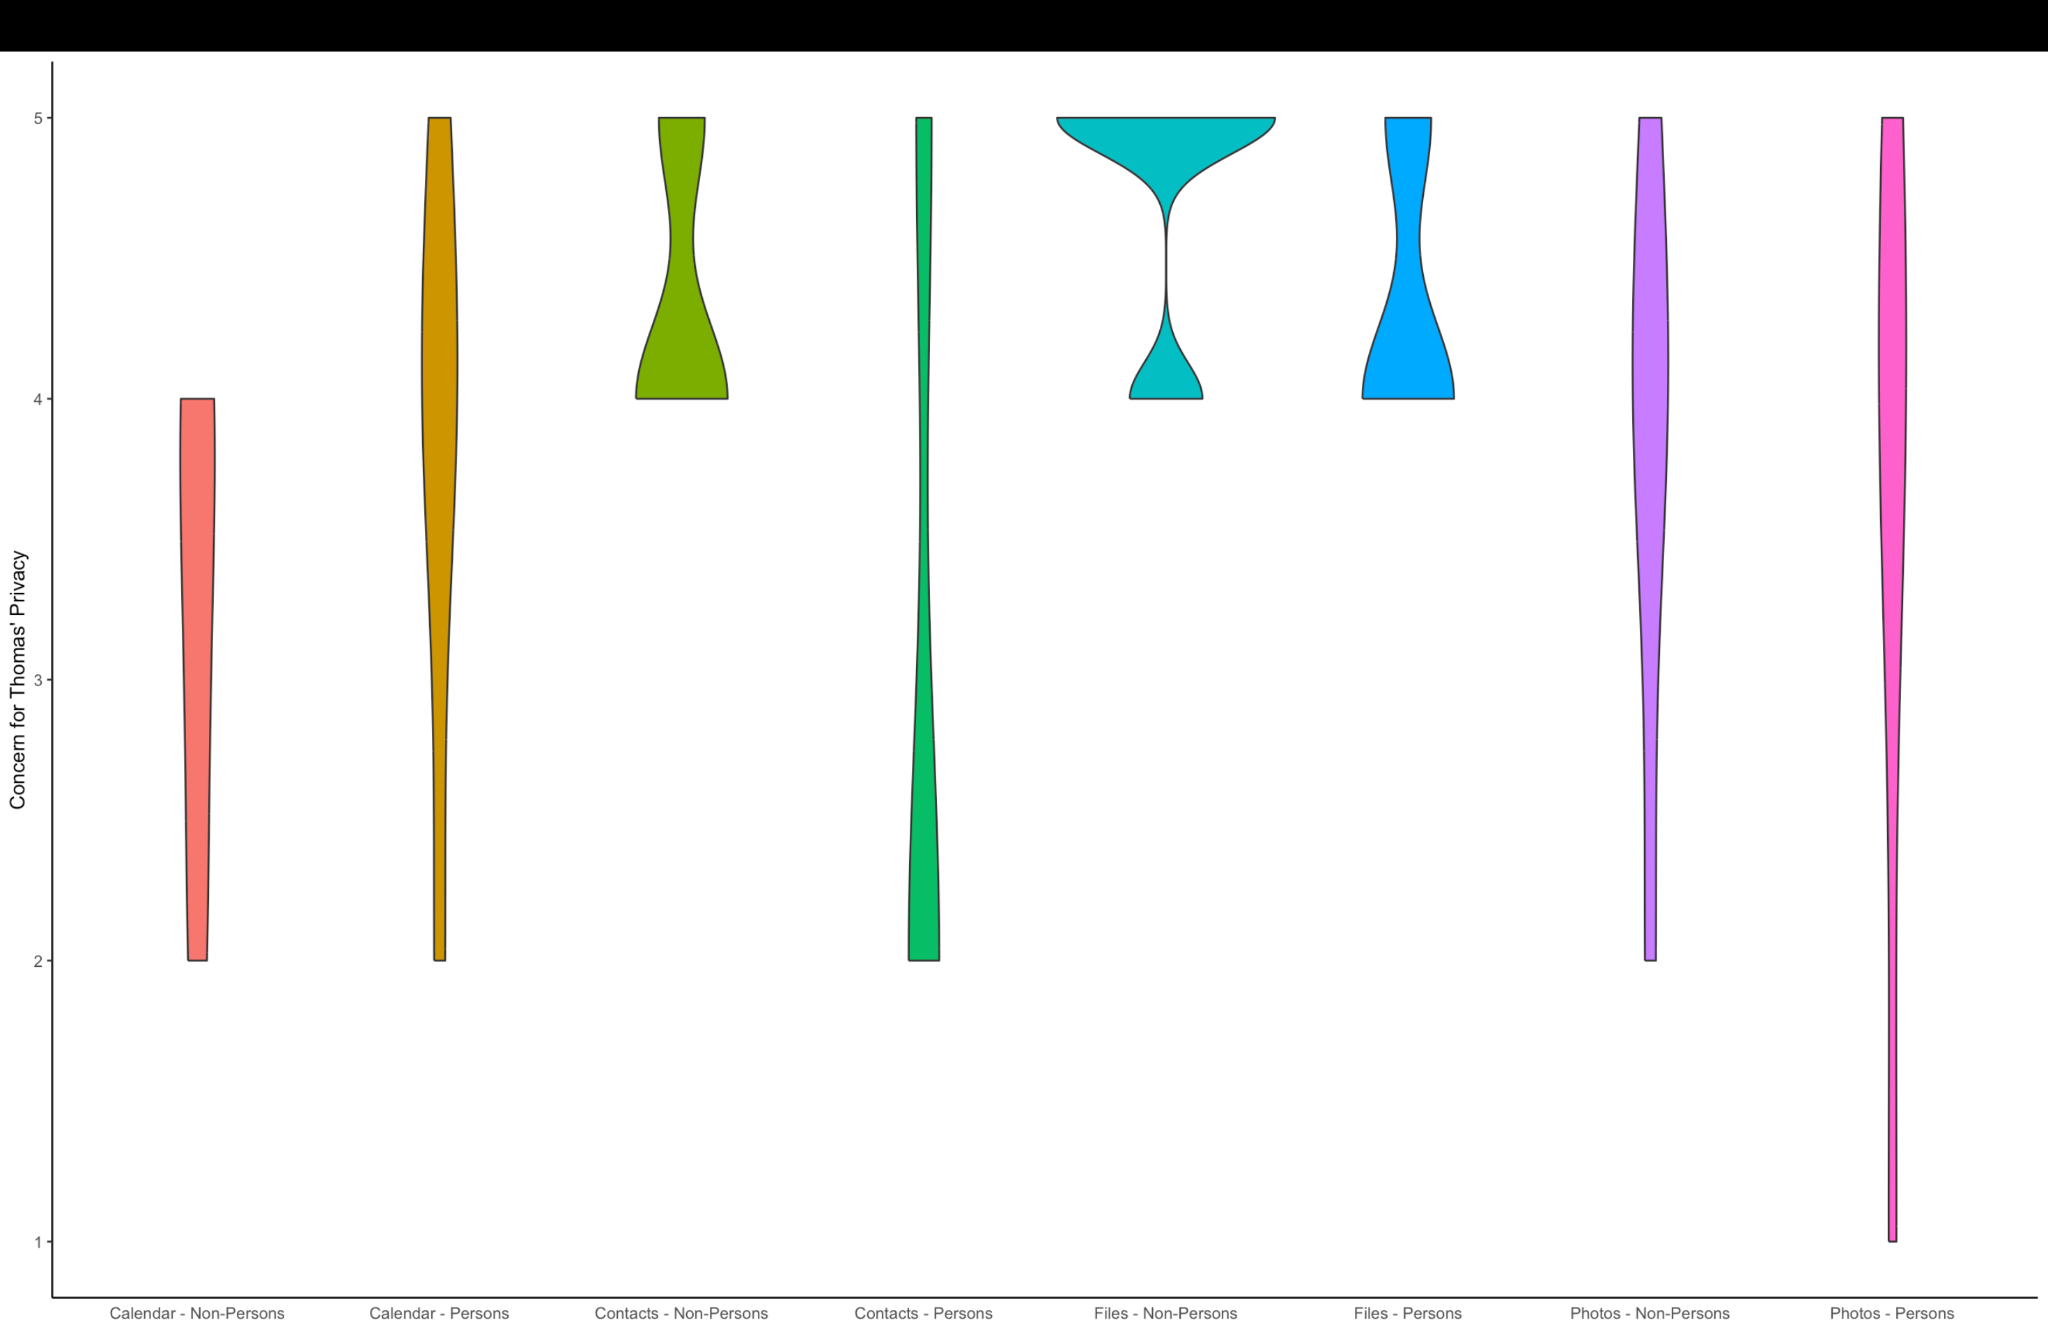 Concern for Thomas' Privacy
5
4
3
2
1
Calendar - Non-Persons
Calendar - Persons
Contacts - Non-Persons
Contacts - Persons
Files - Non-Persons
Files - Persons
Photos - Non-Persons
Photos - Persons